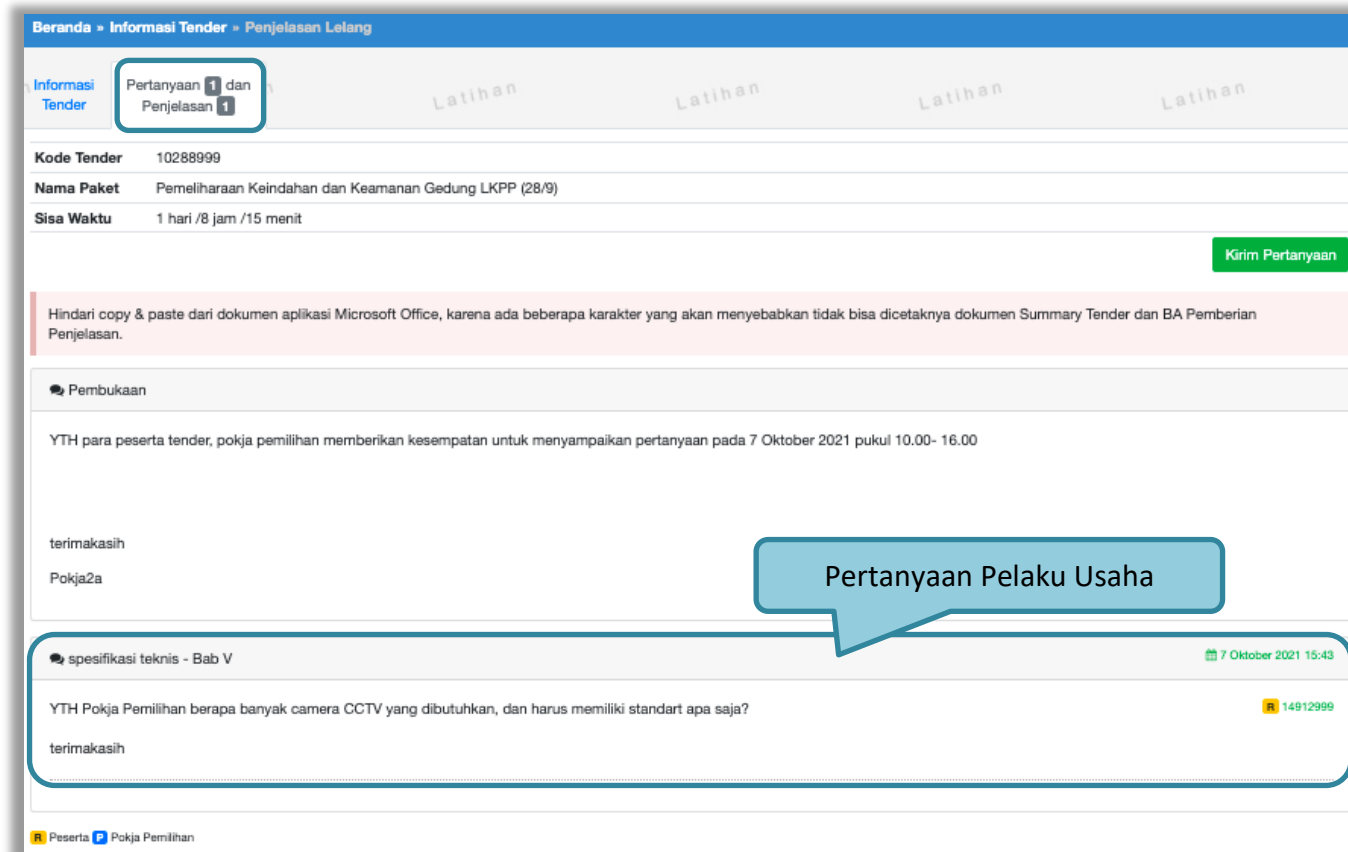 Beranda » Informasi Tender » Penjelasan Lelang
Informasi
Tender
Pertanyaan 1 dan
Penjelasan 1
Latihan Latihan Latihan Latihan
Kode Tender 10288999
Nama Paket Pemeliharaan Keindahan dan Keamanan Gedung LKPP (28/9)
Sisa Waktu 1 hari /8 jam /15 menit
Kirim Pertanyaan
Hindari copy & paste dari dokumen aplikasi Microsoft Office, karena ada beberapa karakter yang akan menyebabkan tidak bisa dicetaknya dokumen Summary Tender dan BA Pemberian
Penjelasan.
Pembukaan
YTH para peserta tender, pokja pemilihan memberikan kesempatan untuk menyampaikan pertanyaan pada 7 Oktober 2021 pukul 10.00- 16.00
terimakasih
Pokja2a
Pertanyaan Pelaku Usaha
spesifikasi teknis - Bab V 7 Oktober 2021 15:43
YTH Pokja Pemilihan berapa banyak camera CCTV yang dibutuhkan, dan harus memiliki standart apa saja? R 14912999
terimakasih
R Peserta P Pokja Pemilihan